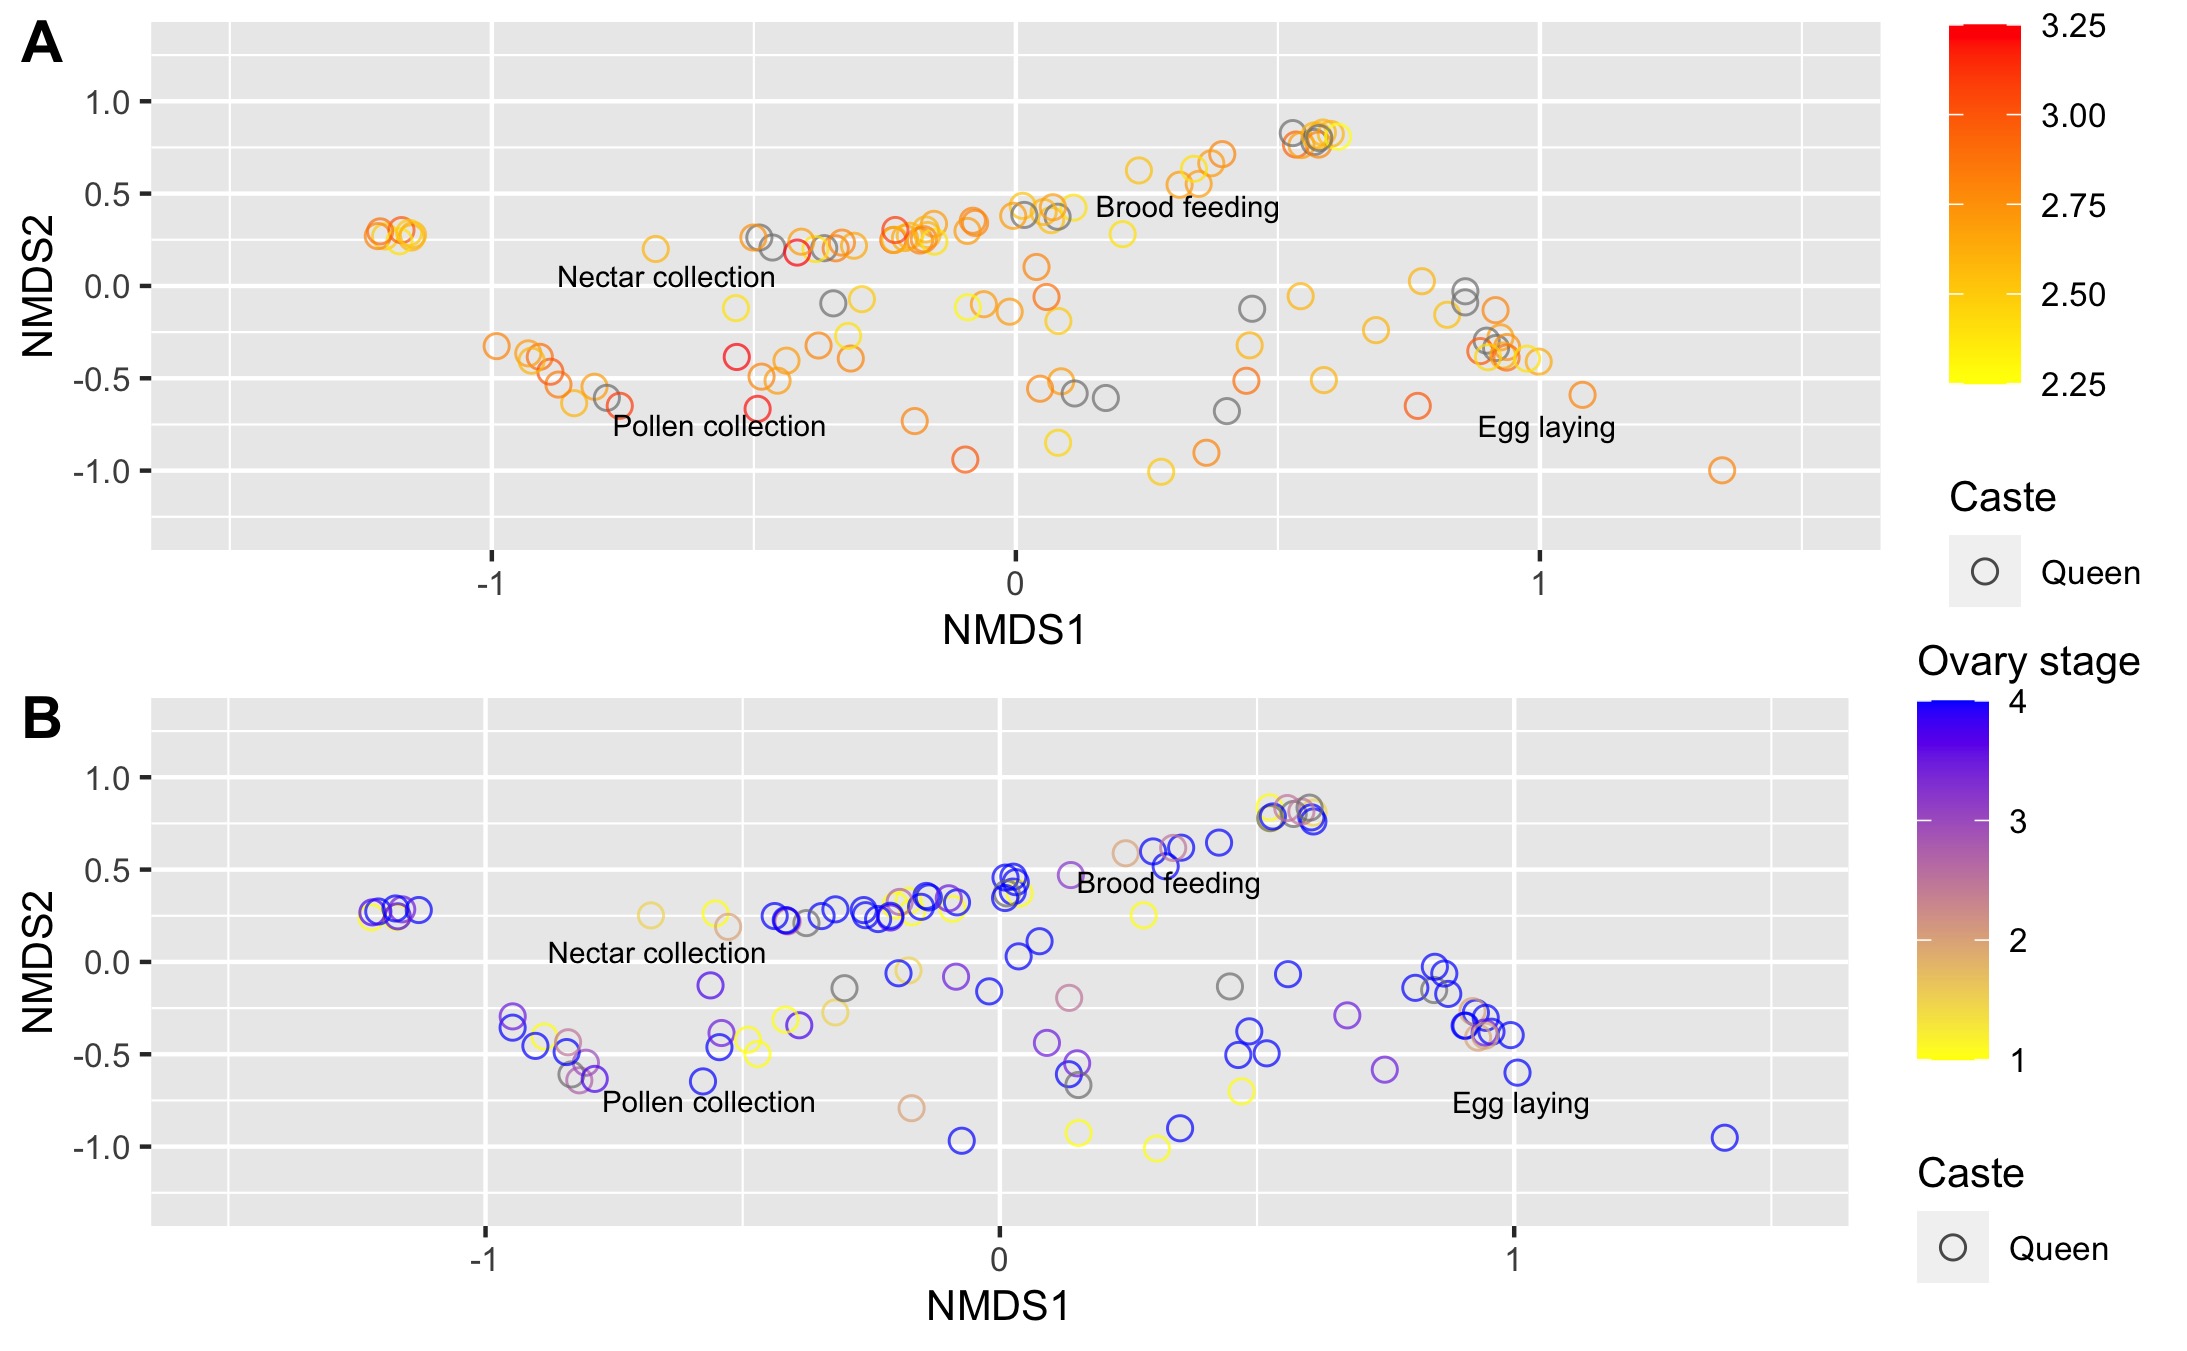 A
NMDS2
1.0
0.5
0.0
-0.5
-1.0
Brood feeding
Nectar collection
Pollen collection
Egg laying
-1
0
1
NMDS1
3.25
3.00
2.75
2.50
2.25
Caste
Queen
B
NMDS2
1.0
0.5
0.0
-0.5
-1.0
Brood feeding
Nectar collection
Pollen collection
Egg laying
-1
0
1
NMDS1
Ovary stage
4
3
2
1
Caste
Queen